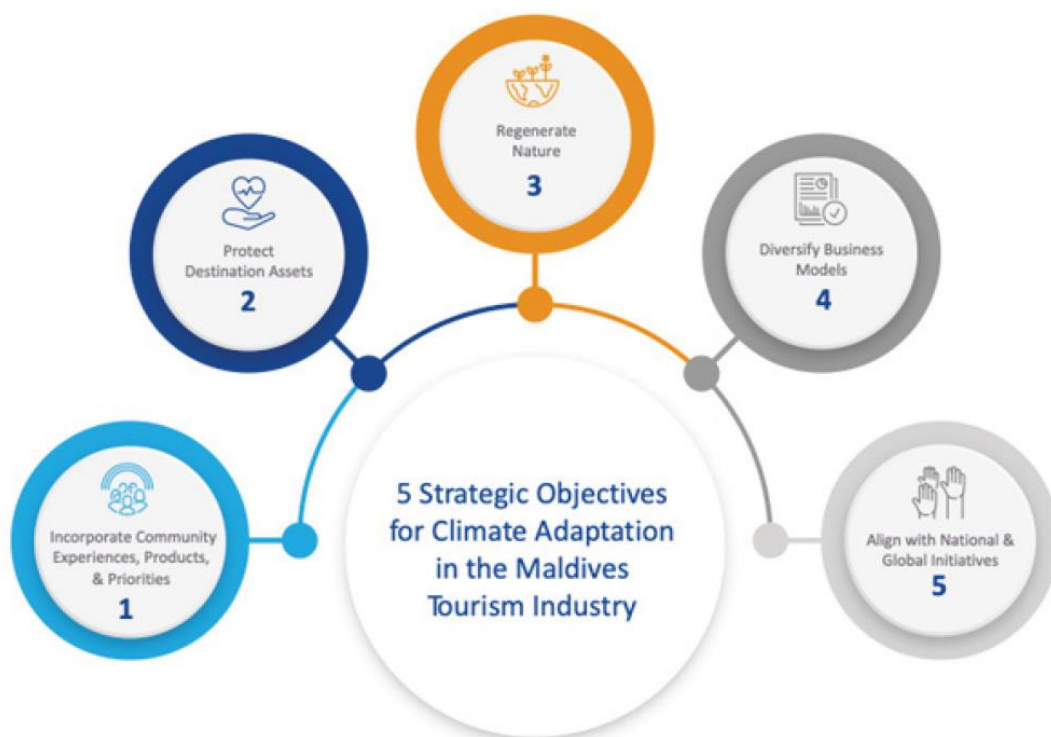 Regenerate
Nature
3
Protect
Destination Assets
2
Diversify Business
Models
4
Incorporate Community
Experiences, Products,
& Priorities
1
5 Strategic Objectives
for Climate Adaptation
in the Maldives
Tourism Industry
Align with National &
Global Initiatives
5